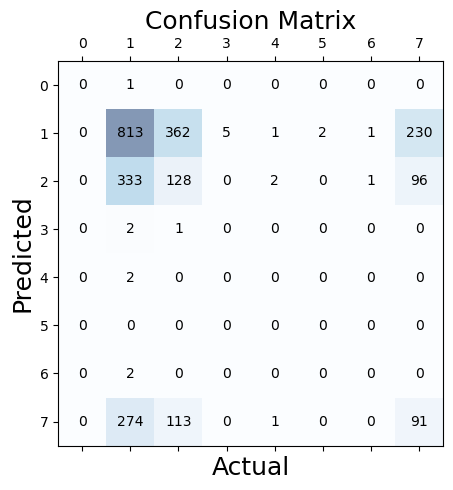 Confusion Matrix
0 1 2 3 4 5 6 7
0 0 1 0 0 0 0 0 0
1 0 813 362 5 1 2 1 230
2 0 333 128 0 2 0 1 96
3 0 2 1 0 0 0 0 0
4 0 2 0 0 0 0 0 0
5 0 0 0 0 0 0 0 0
6 0 2 0 0 0 0 0 0
7 0 274 113 0 1 0 0 91
Predicted
Actual